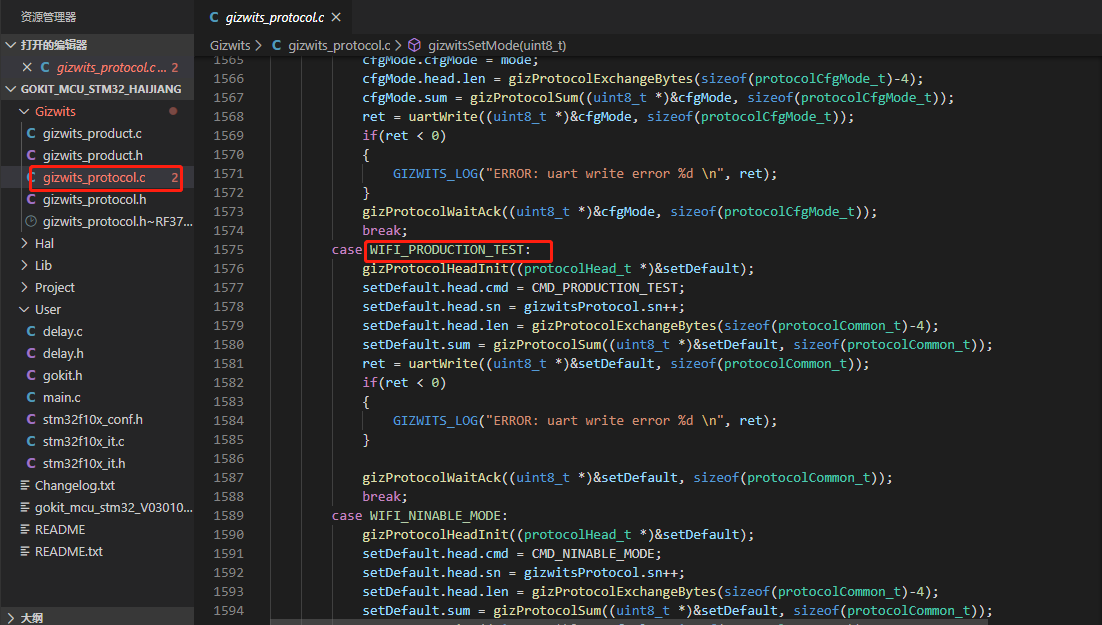 资源管理器
打开的编辑器
gizwits_protocol.c ... 2
GOKIT_MCU_STM32_HAIJIANG
Gizwits
gizwits_product.c
gizwits_product.h
gizwits_protocol.c 2
gizwits_protocol.h
gizwits_protocol.h~RF37...
Hal
Lib
Project
User
delay.c
delay.h
gokit.h
main.c
stm32f10x_conf.h
stm32f10x_it.c
stm32f10x_it.h
Changelog.txt
gokit_mcu_stm32_V03010...
README
README.txt
大纲
gizwits_protocol.c
Gizwits > gizwits_protocol.c > gizwitsSetMode(uint8_t)
1565 cfgMode.cfgMode = mode;
1566 cfgMode.head.len = gizProtocolExchangeBytes(sizeof(protocolCfgMode_t)-4);
1567 cfgMode.sum = gizProtocolSum((uint8_t *)&cfgMode, sizeof(protocolCfgMode_t));
1568 ret = uartWrite((uint8_t *)&cfgMode, sizeof(protocolCfgMode_t));
1569 if(ret < 0)
1570 {
1571 GIZWITS_LOG("ERROR: uart write error %d \n", ret);
1572 }
1573 gizProtocolWaitAck((uint8_t *)&cfgMode, sizeof(protocolCfgMode_t));
1574 break;
1575 case WIFI_PRODUCTION_TEST:
1576 gizProtocolHeadInit((protocolHead_t *)&setDefault);
1577 setDefault.head.cmd = CMD_PRODUCTION_TEST;
1578 setDefault.head.sn = gizwitsProtocol.sn++;
1579 setDefault.head.len = gizProtocolExchangeBytes(sizeof(protocolCommon_t)-4);
1580 setDefault.sum = gizProtocolSum((uint8_t *)&setDefault, sizeof(protocolCommon_t));
1581 ret = uartWrite((uint8_t *)&setDefault, sizeof(protocolCommon_t));
1582 if(ret < 0)
1583 {
1584 GIZWITS_LOG("ERROR: uart write error %d \n", ret);
1585 }
1586
1587 gizProtocolWaitAck((uint8_t *)&setDefault, sizeof(protocolCommon_t));
1588 break;
1589 case WIFI_NINABLE_MODE:
1590 gizProtocolHeadInit((protocolHead_t *)&setDefault);
1591 setDefault.head.cmd = CMD_NINABLE_MODE;
1592 setDefault.head.sn = gizwitsProtocol.sn++;
1593 setDefault.head.len = gizProtocolExchangeBytes(sizeof(protocolCommon_t)-4);
1594 setDefault.sum = gizProtocolSum((uint8_t *)&setDefault, sizeof(protocolCommon_t));